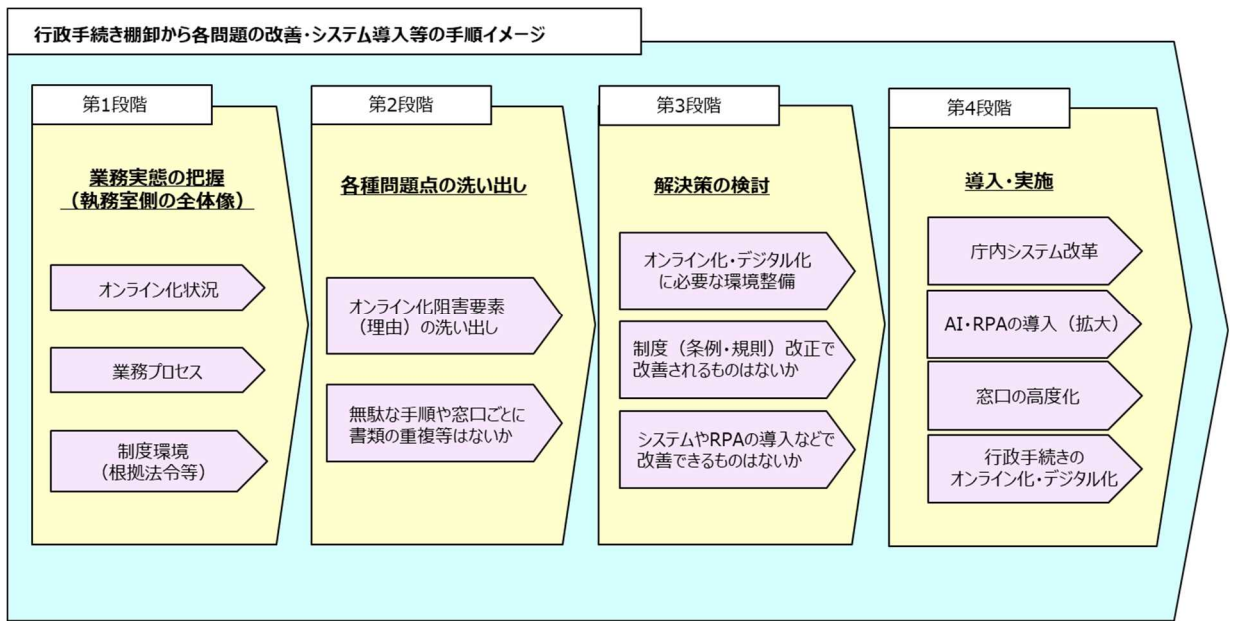 行政手続き棚卸から各問題の改善・システム導入等の手順イメージ
第1段階
業務実態の把握
（執務室側の全体像）
オンライン化状況
業務プロセス
制度環境
（根拠法令等）
第2段階
各種問題点の洗い出し
オンライン化阻害要素
（理由）の洗い出し
無駄な手順や窓口ごとに
書類の重複等はないか
第3段階
解決策の検討
オンライン化・デジタル化
に必要な環境整備
制度（条例・規則）改正で
改善されるものはないか
システムやRPAの導入などで
改善できるものはないか
第4段階
導入・実施
庁内システム改革
AI・RPAの導入（拡大）
窓口の高度化
行政手続きの
オンライン化・デジタル化